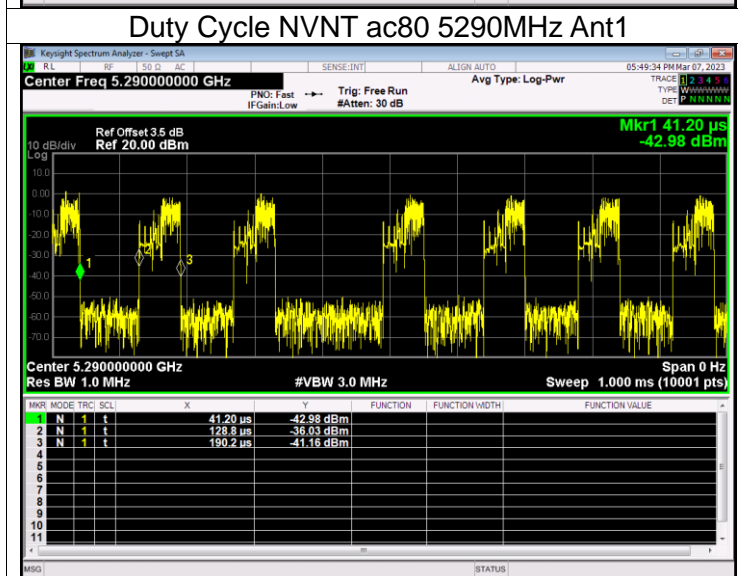 Duty Cycle NVNT ac80 5290MHz Ant1
Keysight Spectrum Analyzer - Swept SA
LXI RL RF 50 Ω AC SENSE:INT ALIGN AUTO 05:49:34 PM Mar 07, 2023
Center Freq 5.290000000 GHz Avg Type: Log-Pwr TRACE 1 2 3 4 5 6
PNO: Fast Trig: Free Run TYPE W
IFGain:Low #Atten: 30 dB DET P N N N N N
Mkr1 41.20 µs
-42.98 dBm
Ref Offset 3.5 dB
10 dB/div Ref 20.00 dBm
Log
10.0
0.00
-10.0
-20.0
-30.0
-40.0
-50.0
-60.0
-70.0
1
2
3
Center 5.290000000 GHz Span 0 Hz
Res BW 1.0 MHz #VBW 3.0 MHz Sweep 1.000 ms (10001 pts)
MKR MODE TRC SCL X Y FUNCTION FUNCTION WIDTH FUNCTION VALUE
1 N 1 t 41.20 µs -42.98 dBm
2 N 1 t 128.8 µs -36.03 dBm
3 N 1 t 190.2 µs -41.16 dBm
4
5
6
7
8
9
10
11
MSG STATUS